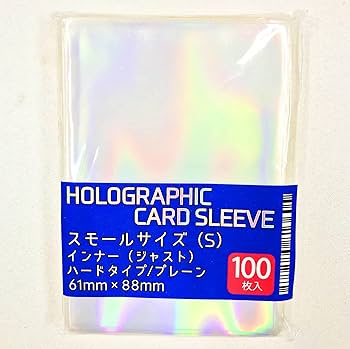 HOLOGRAPHIC
CARD SLEEVE
スモールサイズ（S）
インナー（ジャスト）
ハードタイプ/プレーン
61mm×88mm
100
枚入